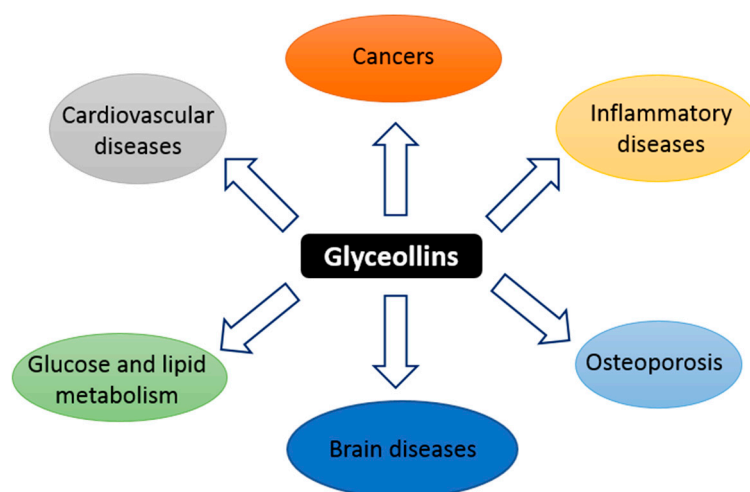 Cancers
Cardiovascular
diseases
Inflammatory
diseases
Glyceollins
Glucose and lipid
metabolism
Osteoporosis
Brain diseases